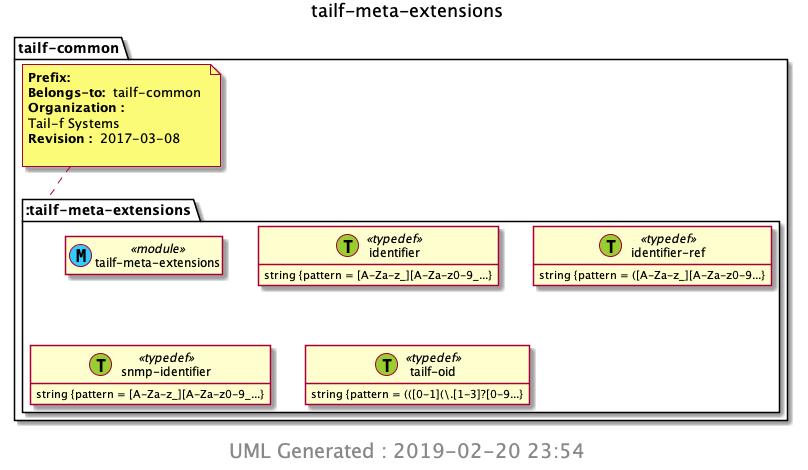 tailf-meta-extensions
tailf-common
Prefix:
Belongs-to: tailf-common
Organization :
Tail-f Systems
Revision : 2017-03-08
:tailf-meta-extensions
M
«module»
tailf-meta-extensions
T
«typedef»
identifier
string {pattern = [A-Za-z_][A-Za-z0-9_...}
T
«typedef»
identifier-ref
string {pattern = ([A-Za-z_][A-Za-z0-9...}
T
«typedef»
snmp-identifier
string {pattern = [A-Za-z_][A-Za-z0-9_...}
T
«typedef»
tailf-oid
string {pattern = (([0-1](\.[1-3]?[0-9...}
UML Generated : 2019-02-20 23:54